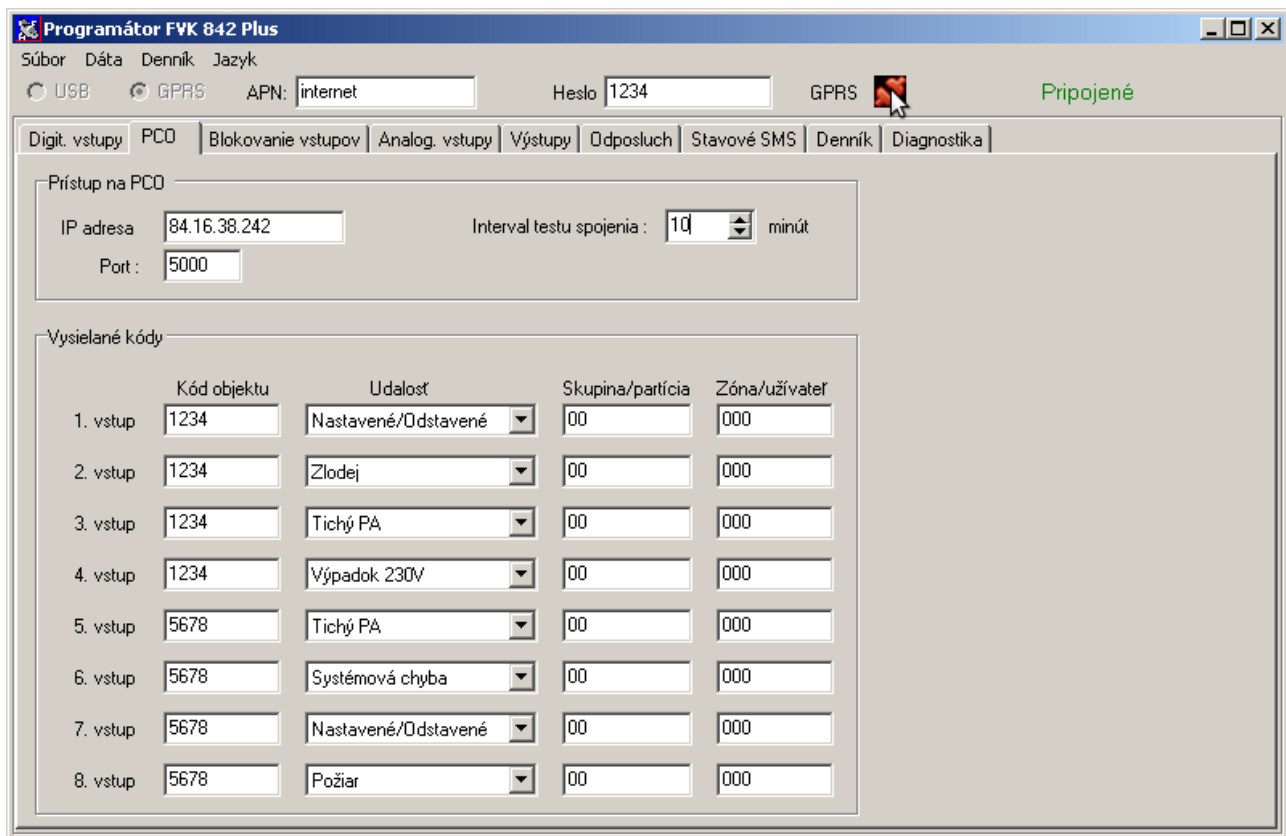 Programátor FVK 842 Plus
Súbor Dáta Denník Jazyk
USB GPRS APN: internet Heslo 1234 GPRS Pripojené
Digit. vstupy PCO Blokovanie vstupov Analog. vstupy Výstupy Odposluch Stavové SMS Denník Diagnostika
Prístup na PCO
IP adresa 84.16.38.242 Interval testu spojenia : 10 minút
Port : 5000
Vysielané kódy
Kód objektu Udalosť Skupina/partícia Zóna/užívateľ
1. vstup 1234 Nastavené/Odstavené 00 000
2. vstup 1234 Zlodej 00 000
3. vstup 1234 Tichý PA 00 000
4. vstup 1234 Výpadok 230V 00 000
5. vstup 5678 Tichý PA 00 000
6. vstup 5678 Systémová chyba 00 000
7. vstup 5678 Nastavené/Odstavené 00 000
8. vstup 5678 Požiar 00 000